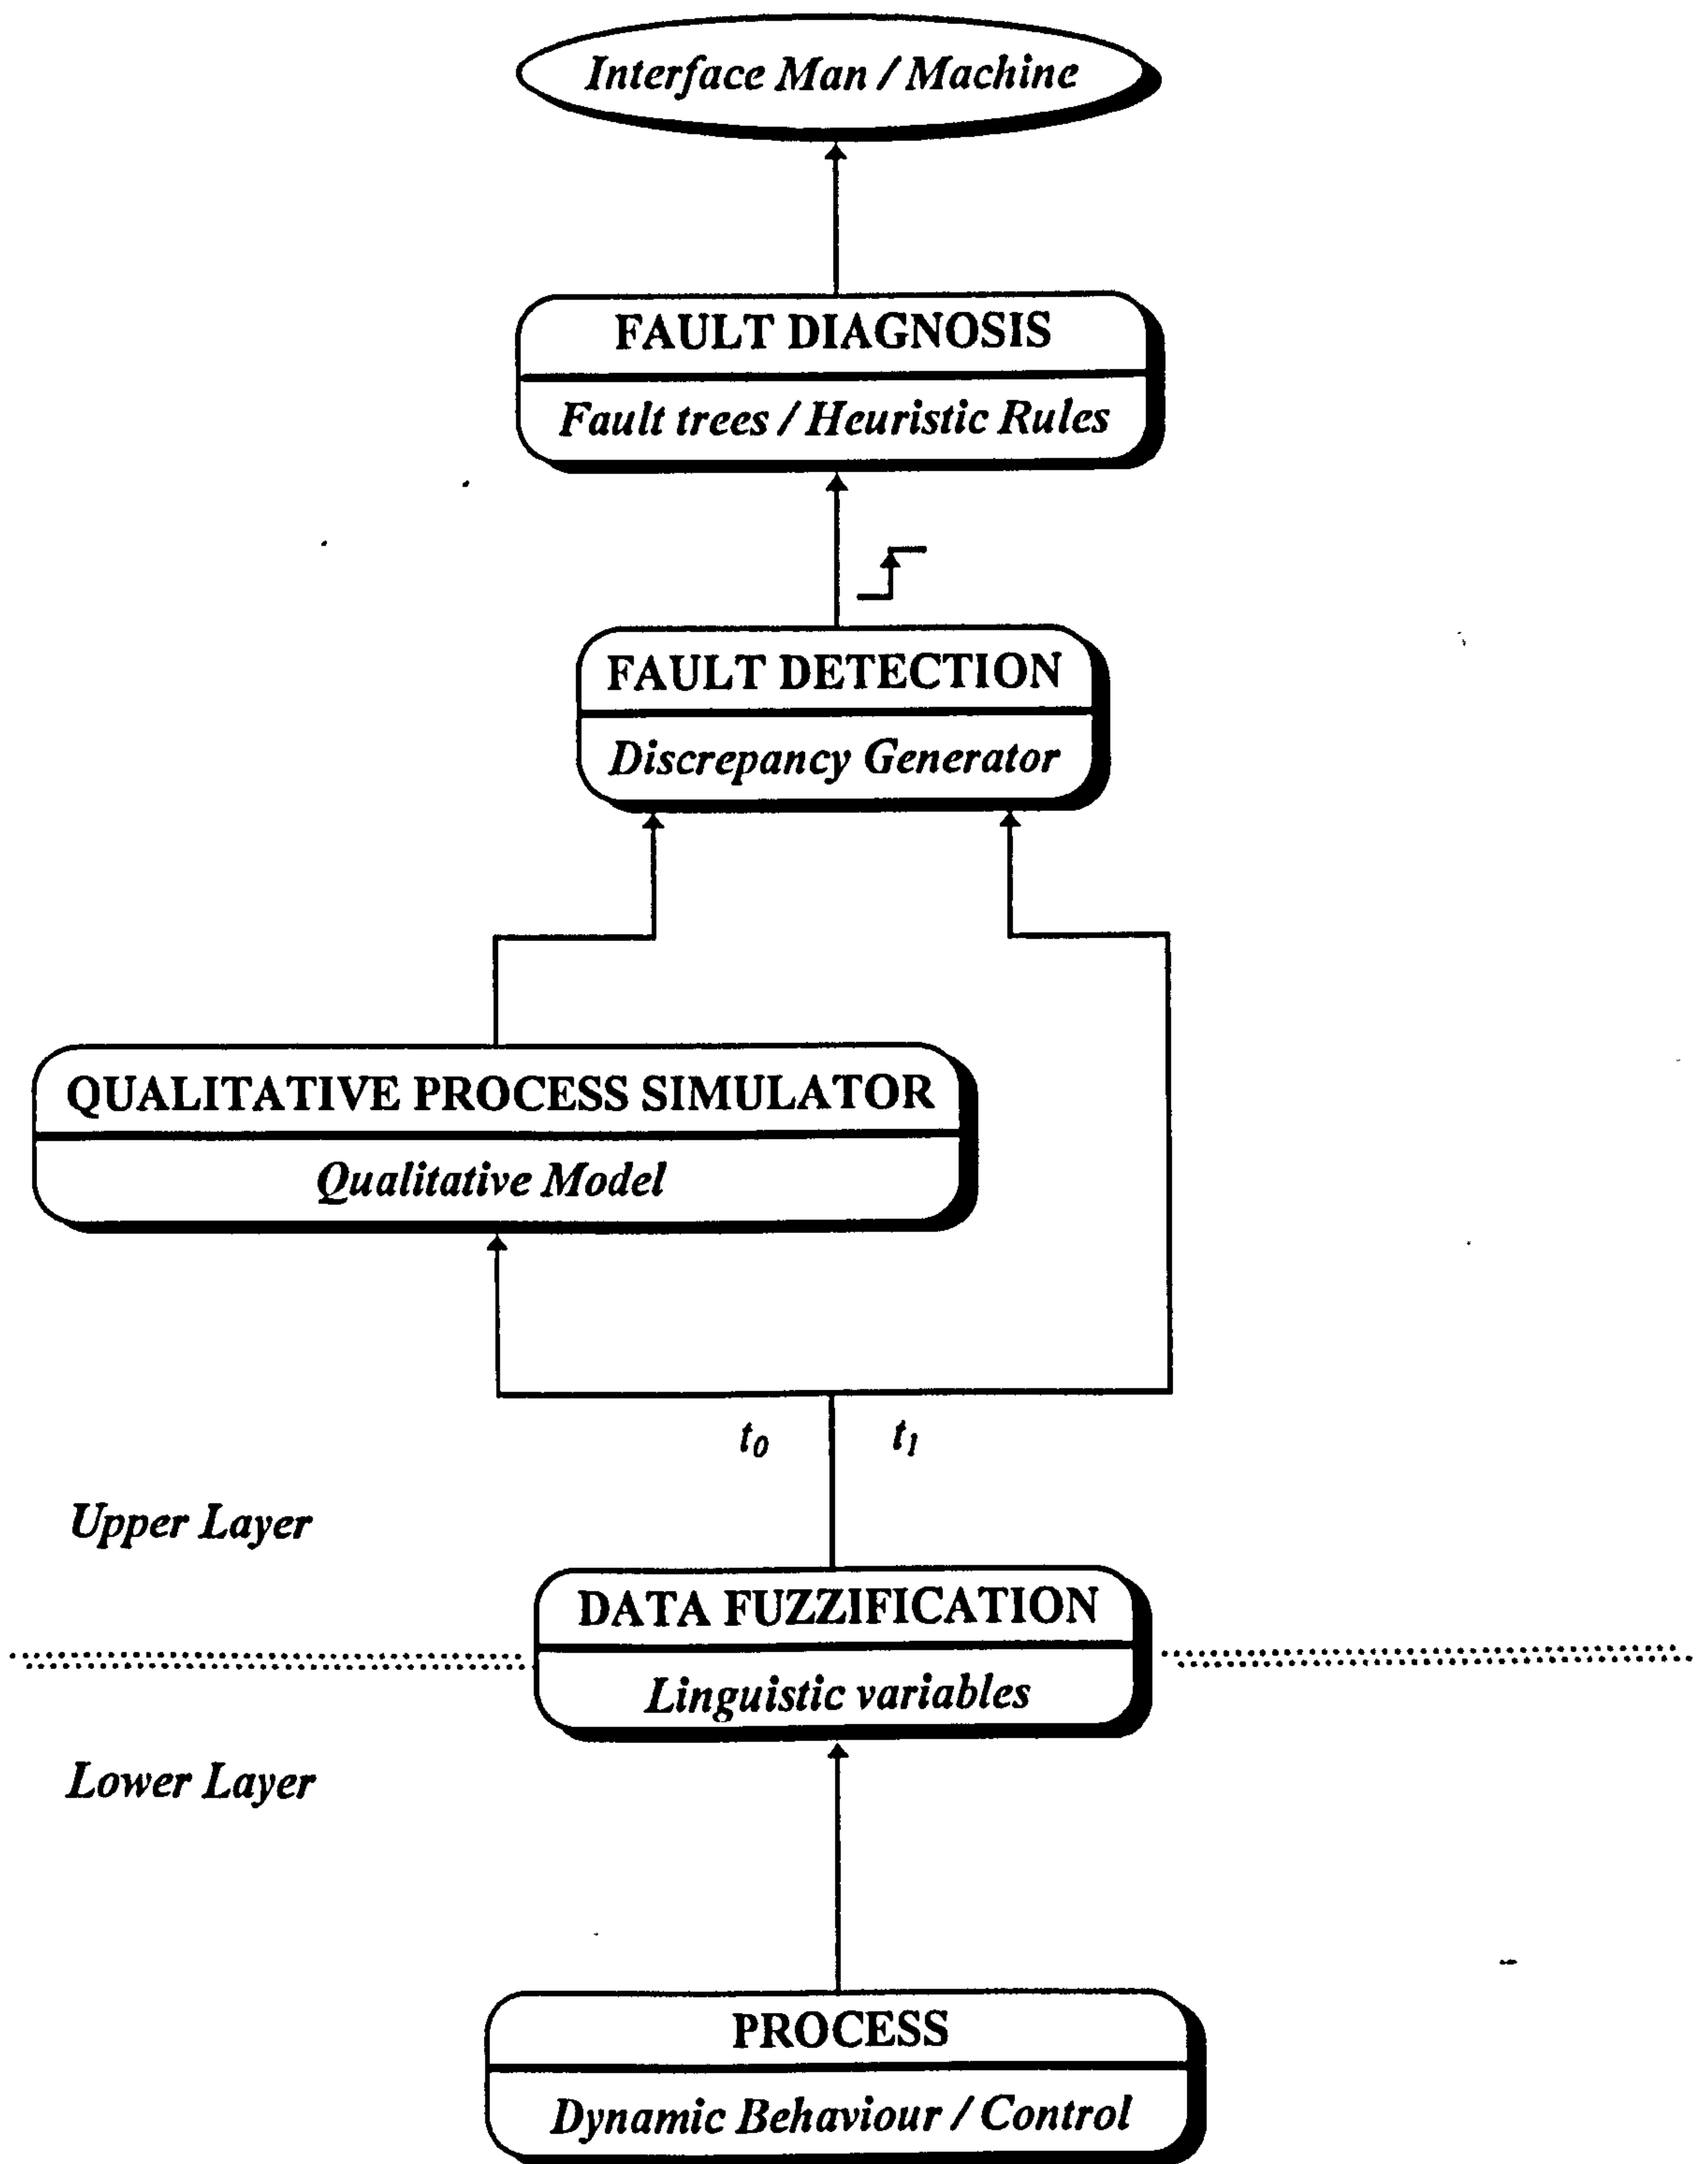 Interface Man / Machine
FAULT DIAGNOSIS
Fault trees / Heuristic Rules
FAULT DETECTION
Discrepancy Generator
QUALITATIVE PROCESS SIMULATOR
Qualitative Model
t0 t1
Upper Layer
DATA FUZZIFICATION
Linguistic variables
Lower Layer
PROCESS
Dynamic Behaviour / Control